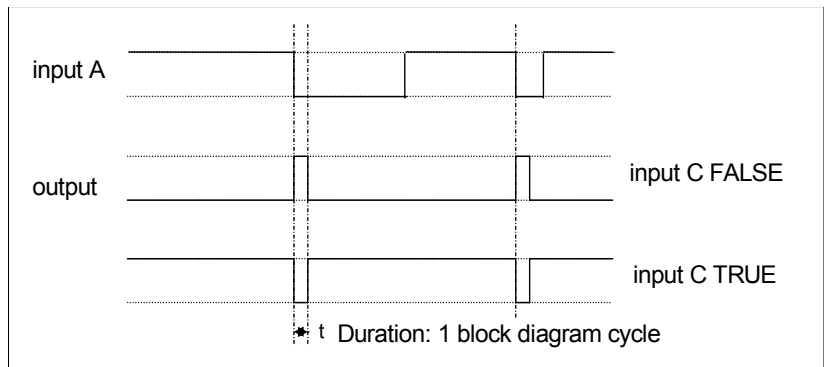 input A
input C FALSE
output
input C TRUE
t Duration: 1 block diagram cycle